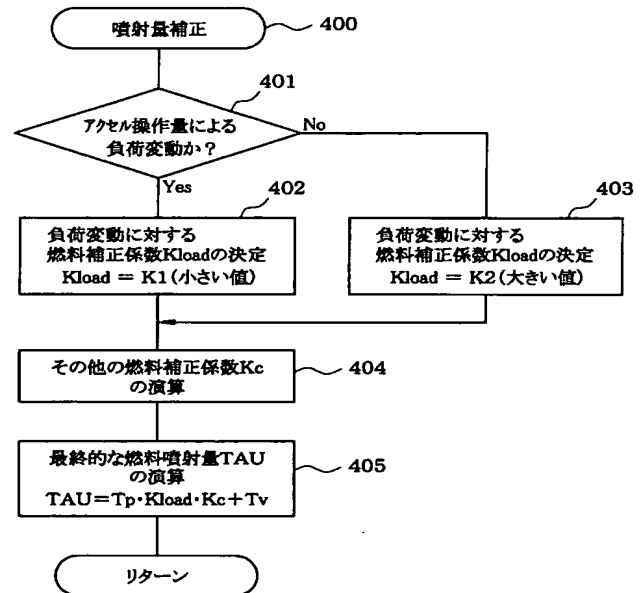 噴射量補正
400
401
アクセル操作量による
負荷変動か?
No
Yes
402
403
負荷変動に対する
燃料補正係数Kloadの決定
Kload = K1(小さい値)
負荷変動に対する
燃料補正係数Kloadの決定
Kload = K2(大きい値)
その他の燃料補正係数Kc
の演算
404
最終的な燃料噴射量TAU
の演算
TAU=Tp・Kload・Kc+Tv
405
リターン